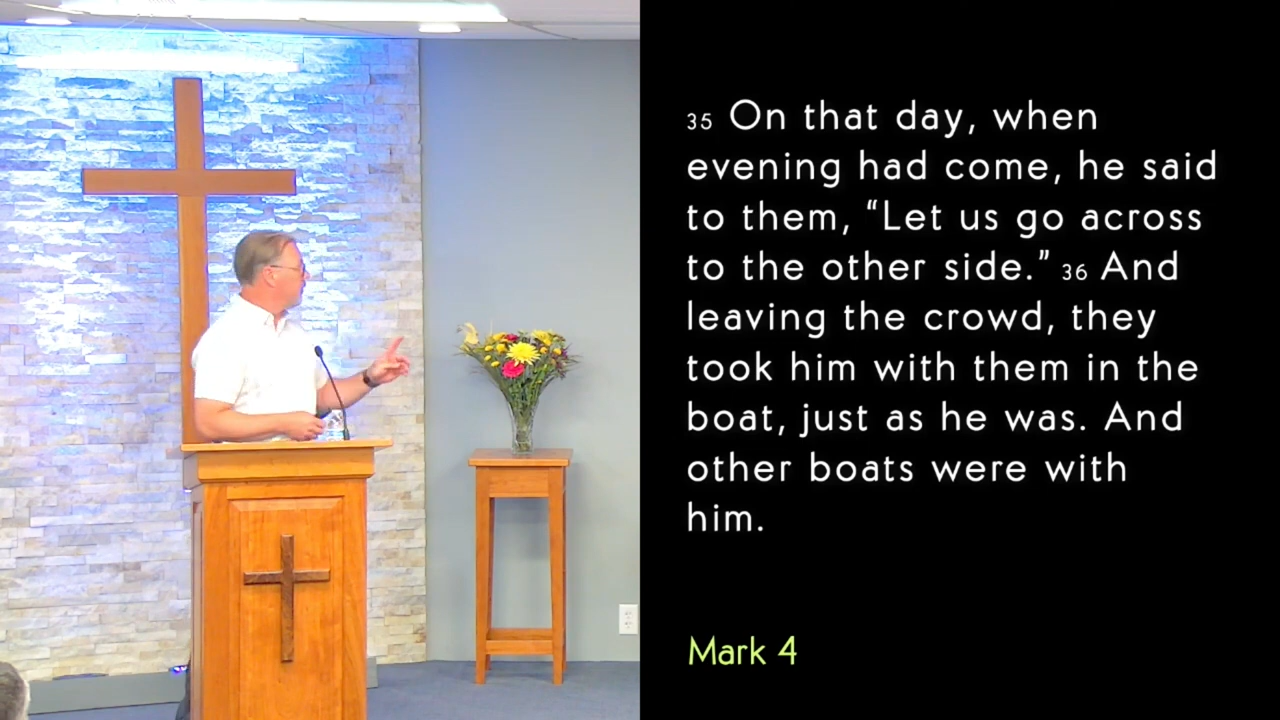 35 On that day, when
evening had come, he said
to them, “Let us go across
to the other side.” 36 And
leaving the crowd, they
took him with them in the
boat, just as he was. And
other boats were with
him.
Mark 4